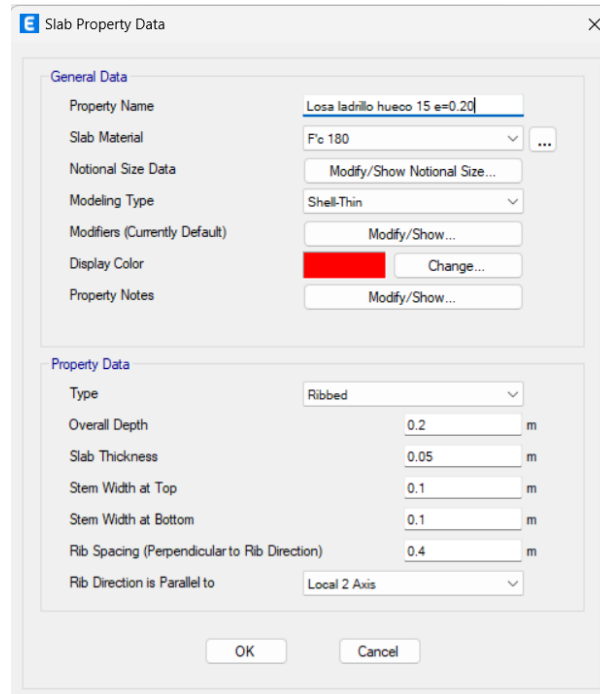 E Slab Property Data
General Data
Property Name Losa ladrillo hueco 15 e=0.20
Slab Material F'c 180 ...
Notional Size Data Modify/Show Notional Size...
Modeling Type Shell-Thin
Modifiers (Currently Default) Modify/Show...
Display Color Change...
Property Notes Modify/Show...
Property Data
Type Ribbed
Overall Depth 0.2 m
Slab Thickness 0.05 m
Stem Width at Top 0.1 m
Stem Width at Bottom 0.1 m
Rib Spacing (Perpendicular to Rib Direction) 0.4 m
Rib Direction is Parallel to Local 2 Axis
OK Cancel